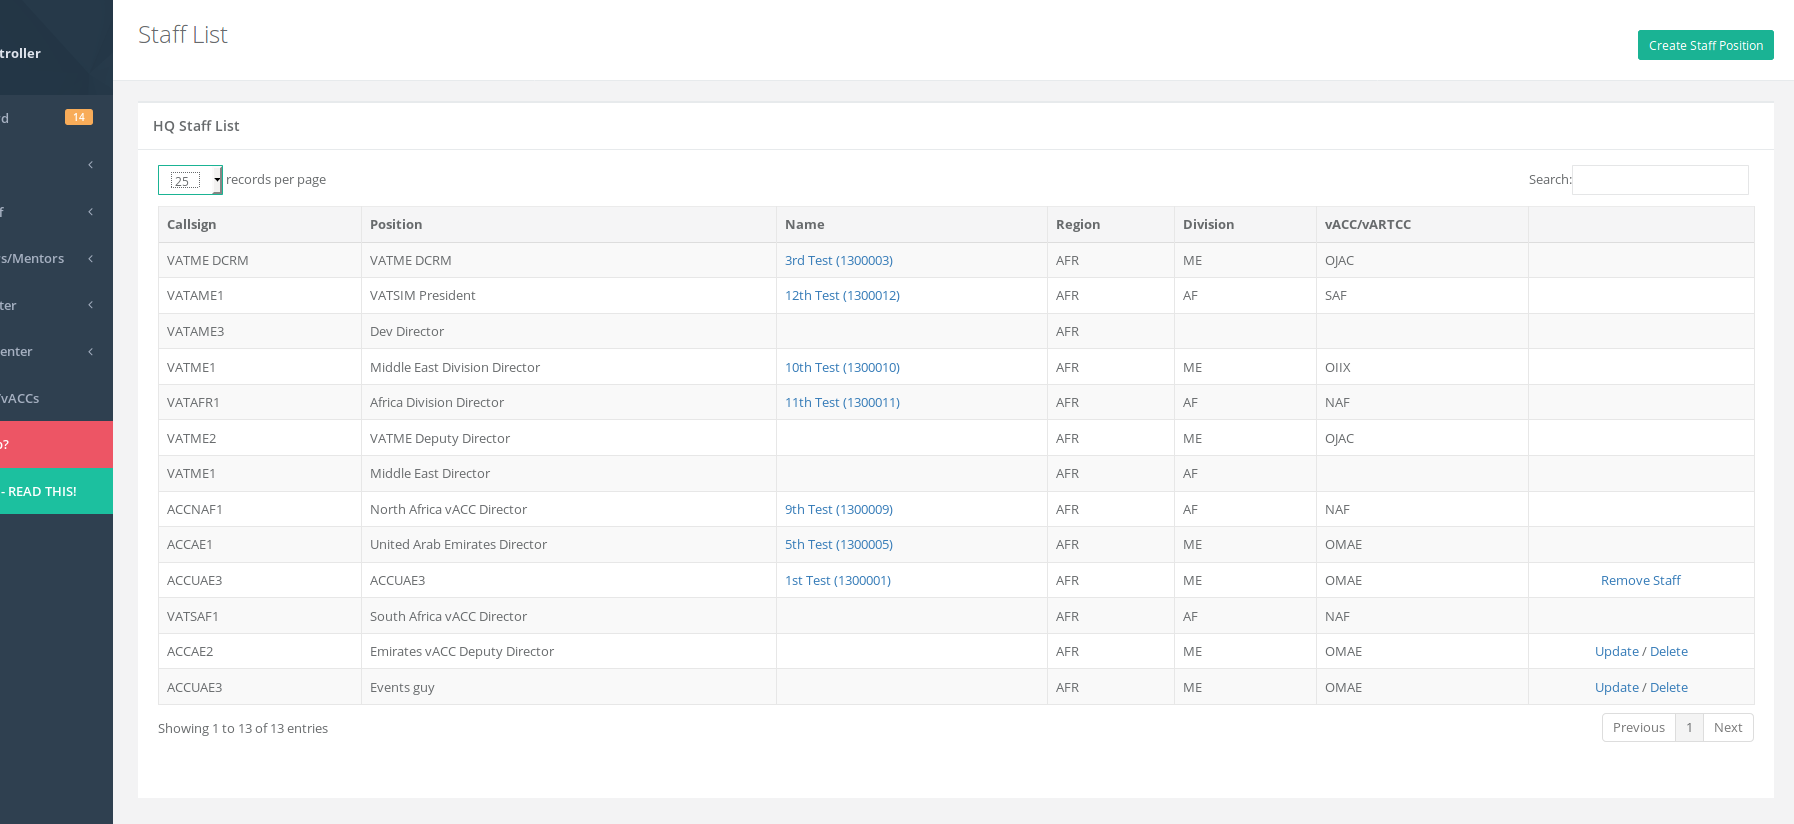 Staff List
Create Staff Position
troller
d 14
f
s/Mentors
ter
enter
/vACCs
?
- READ THIS!
HQ Staff List
25 records per page
Search:
Callsign Position Name Region Division vACC/vARTCC
VATME DCRM VATME DCRM 3rd Test (1300003) AFR ME OJAC
VATAME1 VATSIM President 12th Test (1300012) AFR AF SAF
VATAME3 Dev Director AFR
VATME1 Middle East Division Director 10th Test (1300010) AFR ME OIIX
VATAFR1 Africa Division Director 11th Test (1300011) AFR AF NAF
VATME2 VATME Deputy Director AFR ME OJAC
VATME1 Middle East Director AFR AF
ACCNAF1 North Africa vACC Director 9th Test (1300009) AFR AF NAF
ACCAE1 United Arab Emirates Director 5th Test (1300005) AFR ME OMAE
ACCUAE3 ACCUAE3 1st Test (1300001) AFR ME OMAE Remove Staff
VATSAF1 South Africa vACC Director AFR AF NAF
ACCAE2 Emirates vACC Deputy Director AFR ME OMAE Update / Delete
ACCUAE3 Events guy AFR ME OMAE Update / Delete
Showing 1 to 13 of 13 entries
Previous 1 Next